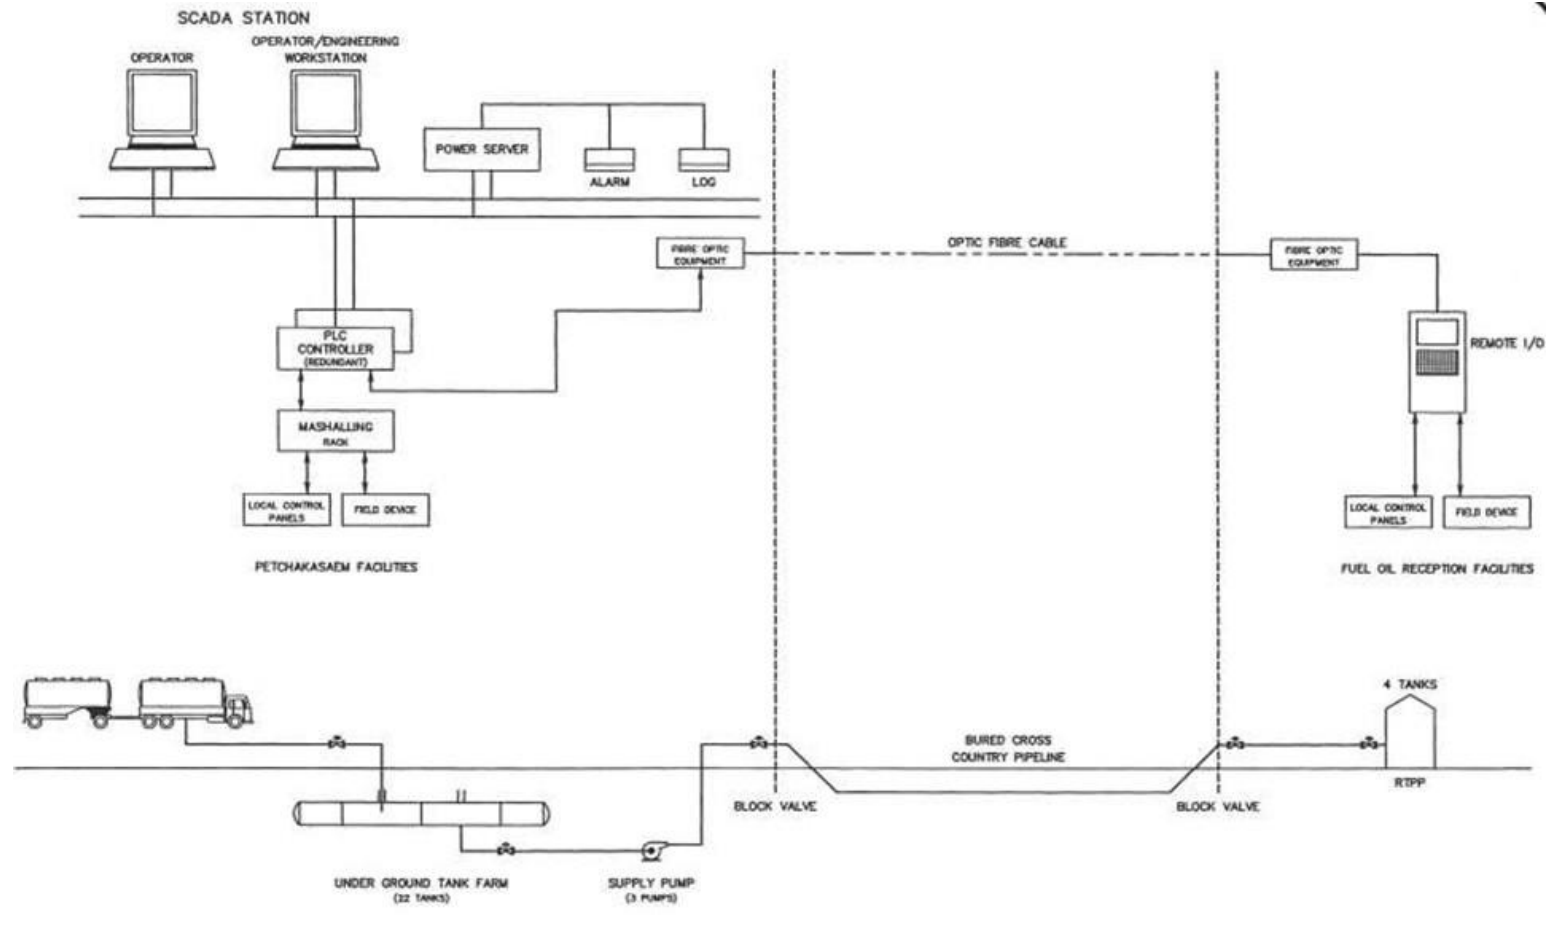 SCADA STATION
OPERATOR
OPERATOR/ENGINEERING
WORKSTATION
POWER SERVER
ALARM
LOG
FIBRE OPTIC
EQUIPMENT
OPTIC FIBRE CABLE
FIBRE OPTIC
EQUIPMENT
PLC
CONTROLLER
(REDUNDANT)
REMOTE I/O
MASHALLING
RACK
LOCAL CONTROL
PANELS
FIELD DEVICE
LOCAL CONTROL
PANELS
FIELD DEVICE
PETCHAKASAEM FACILITIES
FUEL OIL RECEPTION FACILITIES
4 TANKS
BURED CROSS
COUNTRY PIPELINE
RTPP
BLOCK VALVE
BLOCK VALVE
UNDER GROUND TANK FARM
(22 TANKS)
SUPPLY PUMP
(3 PUMPS)